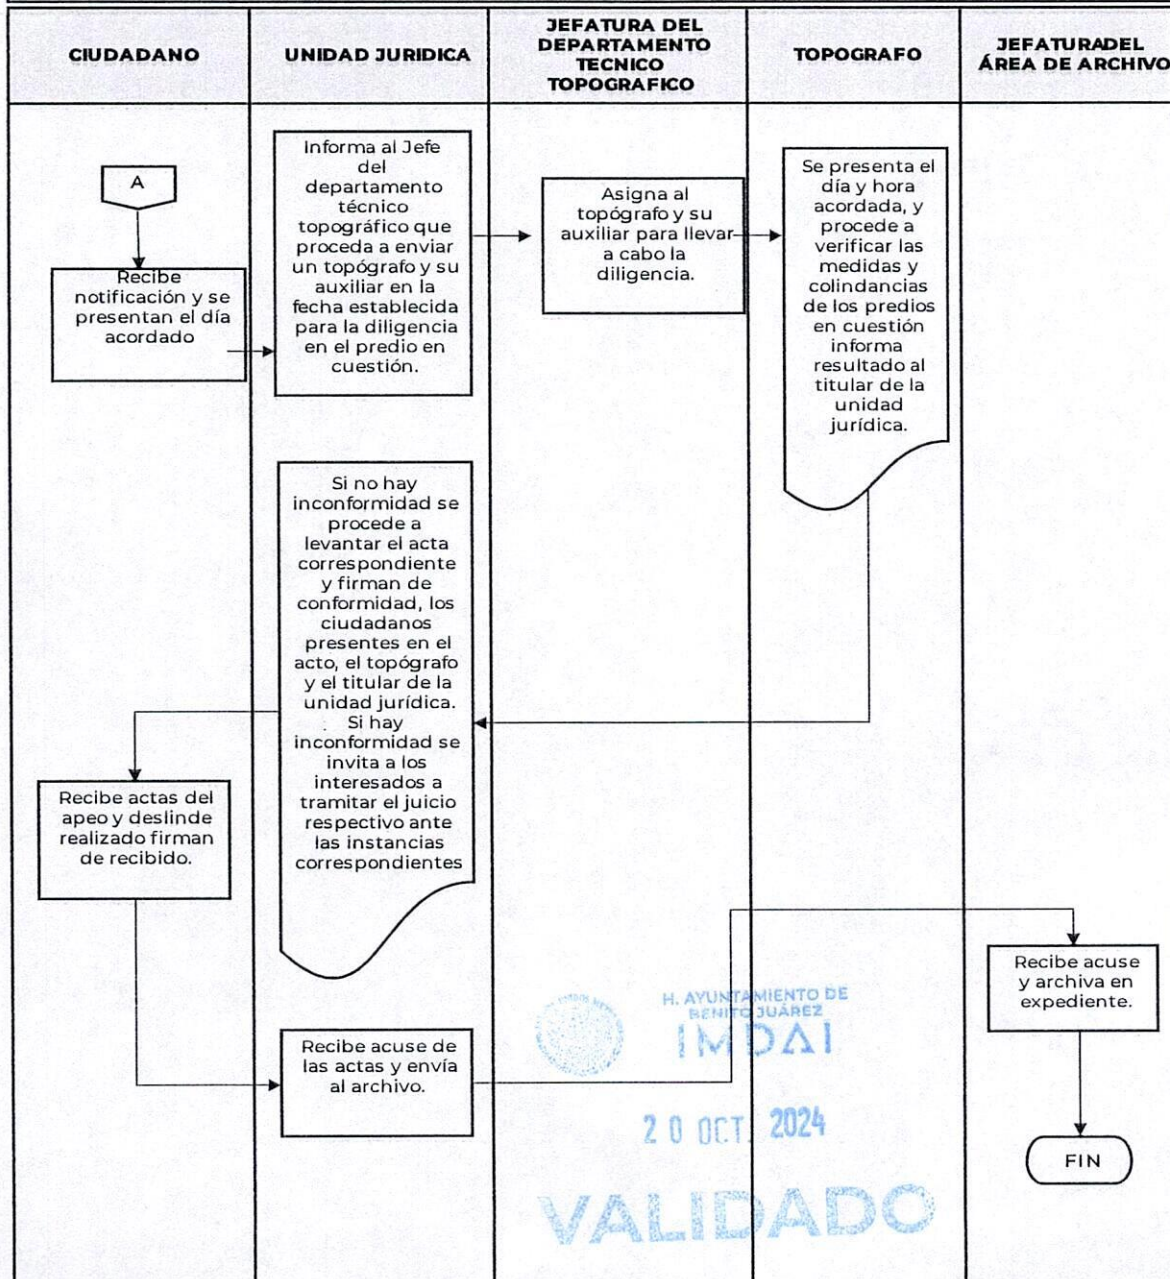 CIUDADANO
UNIDAD JURIDICA
JEFATURA DEL
DEPARTAMENTO
TECNICO
TOPOGRAFICO
TOPOGRAFO
JEFATURADEL
ÁREA DE ARCHIVO
A
Recibe
notificación y se
presentan el día
acordado
Informa al Jefe
del
departamento
técnico
topográfico que
proceda a enviar
un topógrafo y su
auxiliar en la
fecha establecida
para la diligencia
en el predio en
cuestión.
Asigna al
topógrafo y su
auxiliar para llevar
a cabo la
diligencia.
Se presenta el
día y hora
acordada, y
procede a
verificar las
medidas y
colindancias
de los predios
en cuestión
informa
resultado al
titular de la
unidad
jurídica.
Si no hay
inconformidad se
procede a
levantar el acta
correspondiente
y firman de
conformidad, los
ciudadanos
presentes en el
acto, el topógrafo
y el titular de la
unidad jurídica.
Si hay
inconformidad se
invita a los
interesados a
tramitar el juicio
respectivo ante
las instancias
correspondientes
Recibe actas del
apeo y deslinde
realizado firman
de recibido.
Recibe acuse de
las actas y envía
al archivo.
Recibe acuse
y archiva en
expediente.
FIN
H. AYUNTAMIENTO DE
BENITO JUÁREZ
IMDAI
20 OCT. 2024
VALIDADO